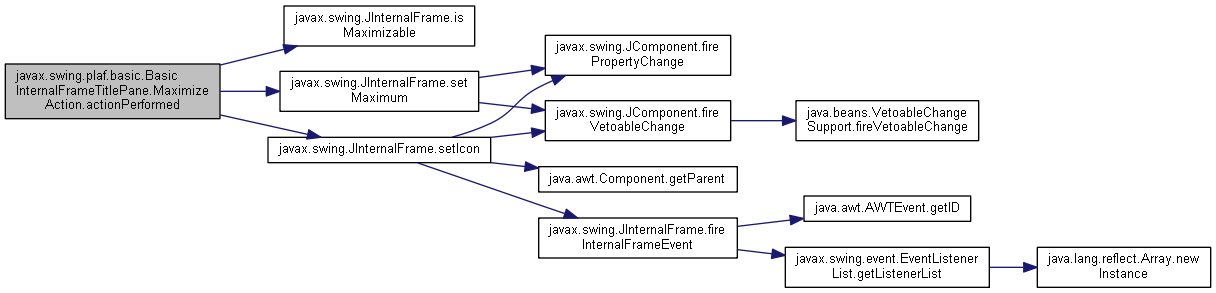 javax.swing.plaf.basic.Basic
InternalFrameTitlePane.Maximize
Action.actionPerformed
javax.swing.JInternalFrame.is
Maximizable
javax.swing.JInternalFrame.set
Maximum
javax.swing.JInternalFrame.setIcon
javax.swing.JComponent.fire
PropertyChange
javax.swing.JComponent.fire
VetoableChange
java.awt.Component.getParent
javax.swing.JInternalFrame.fire
InternalFrameEvent
java.beans.VetoableChange
Support.fireVetoableChange
java.awt.AWTEvent.getID
javax.swing.event.EventListener
List.getListenerList
java.lang.reflect.Array.new
Instance